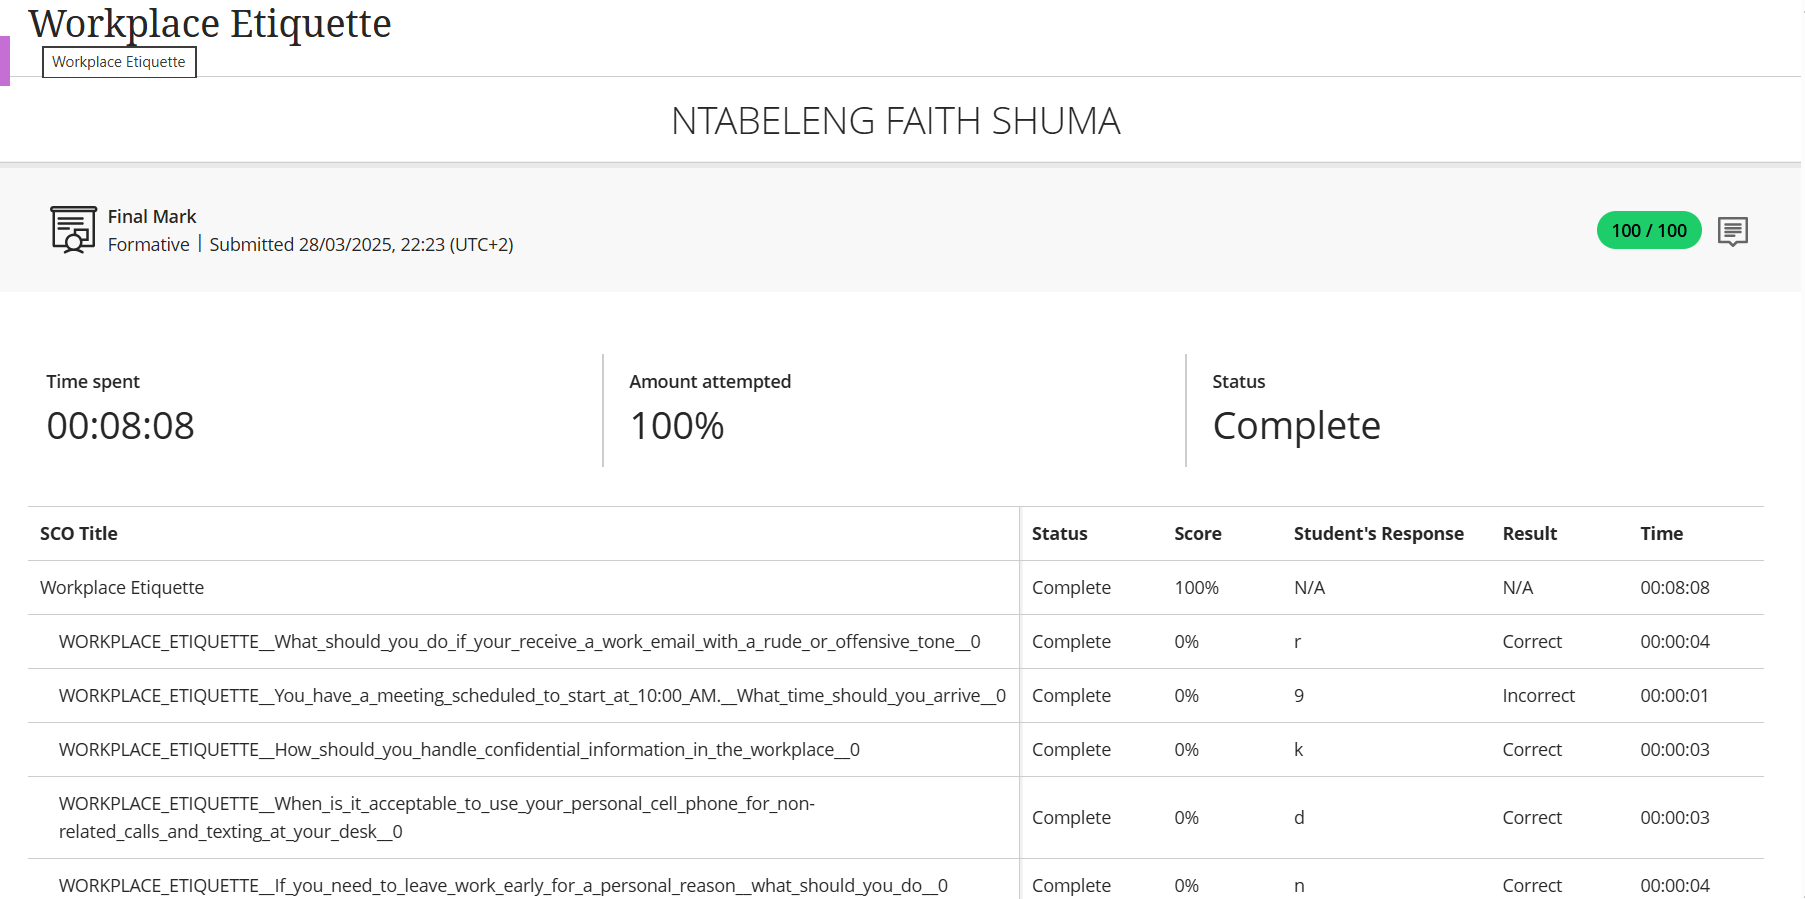 Workplace Etiquette
Workplace Etiquette
NTABELENG FAITH SHUMA
Final Mark
Formative | Submitted 28/03/2025, 22:23 (UTC+2)
100 / 100
Time spent
00:08:08
Amount attempted
100%
Status
Complete
SCO Title Status Score Student's Response Result Time
Workplace Etiquette Complete 100% N/A N/A 00:08:08
WORKPLACE_ETIQUETTE__What_should_you_do_if_your_receive_a_work_email_with_a_rude_or_offensive_tone__0 Complete 0% r Correct 00:00:04
WORKPLACE_ETIQUETTE__You_have_a_meeting_scheduled_to_start_at_10:00_AM.__What_time_should_you_arrive__0 Complete 0% 9 Incorrect 00:00:01
WORKPLACE_ETIQUETTE__How_should_you_handle_confidential_information_in_the_workplace__0 Complete 0% k Correct 00:00:03
WORKPLACE_ETIQUETTE__When_is_it_acceptable_to_use_your_personal_cell_phone_for_non-
related_calls_and_texting_at_your_desk__0 Complete 0% d Correct 00:00:03
WORKPLACE_ETIQUETTE__If_you_need_to_leave_work_early_for_a_personal_reason__what_should_you_do__0 Complete 0% n Correct 00:00:04